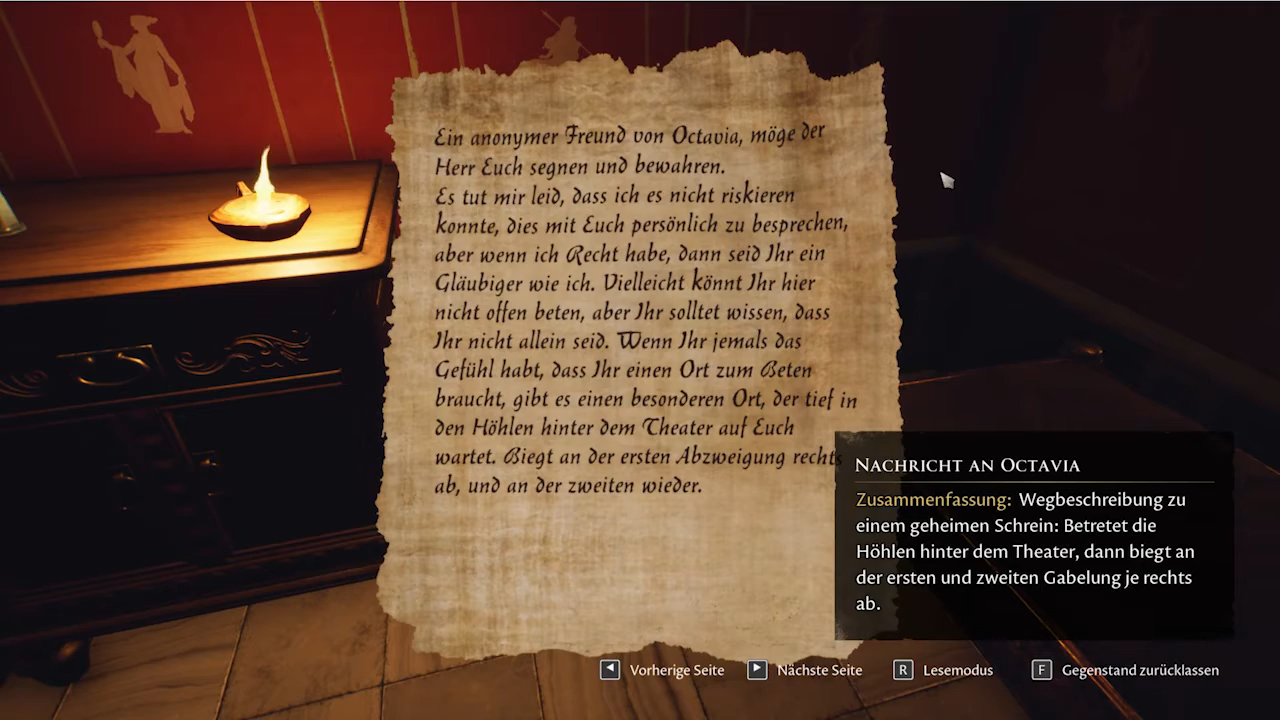 Ein anonymer Freund von Octavia, möge der
Herr Euch segnen und bewahren.
Es tut mir leid, dass ich es nicht riskieren
konnte, dies mit Euch persönlich zu besprechen,
aber wenn ich Recht habe, dann seid Ihr ein
Gläubiger wie ich. Vielleicht könnt Ihr hier
nicht offen beten, aber Ihr solltet wissen, dass
Ihr nicht allein seid. Wenn Ihr jemals das
Gefühl habt, dass Ihr einen Ort zum Beten
braucht, gibt es einen besonderen Ort, der tief in
den Höhlen hinter dem Theater auf Euch
wartet. Biegt an der ersten Abzweigung rechts
ab, und an der zweiten wieder.
Nachricht an Octavia
Zusammenfassung: Wegbeschreibung zu
einem geheimen Schrein: Betretet die
Höhlen hinter dem Theater, dann biegt an
der ersten und zweiten Gabelung je rechts
ab.
Vorherige Seite Nächste Seite R Lesemodus F Gegenstand zurücklassen